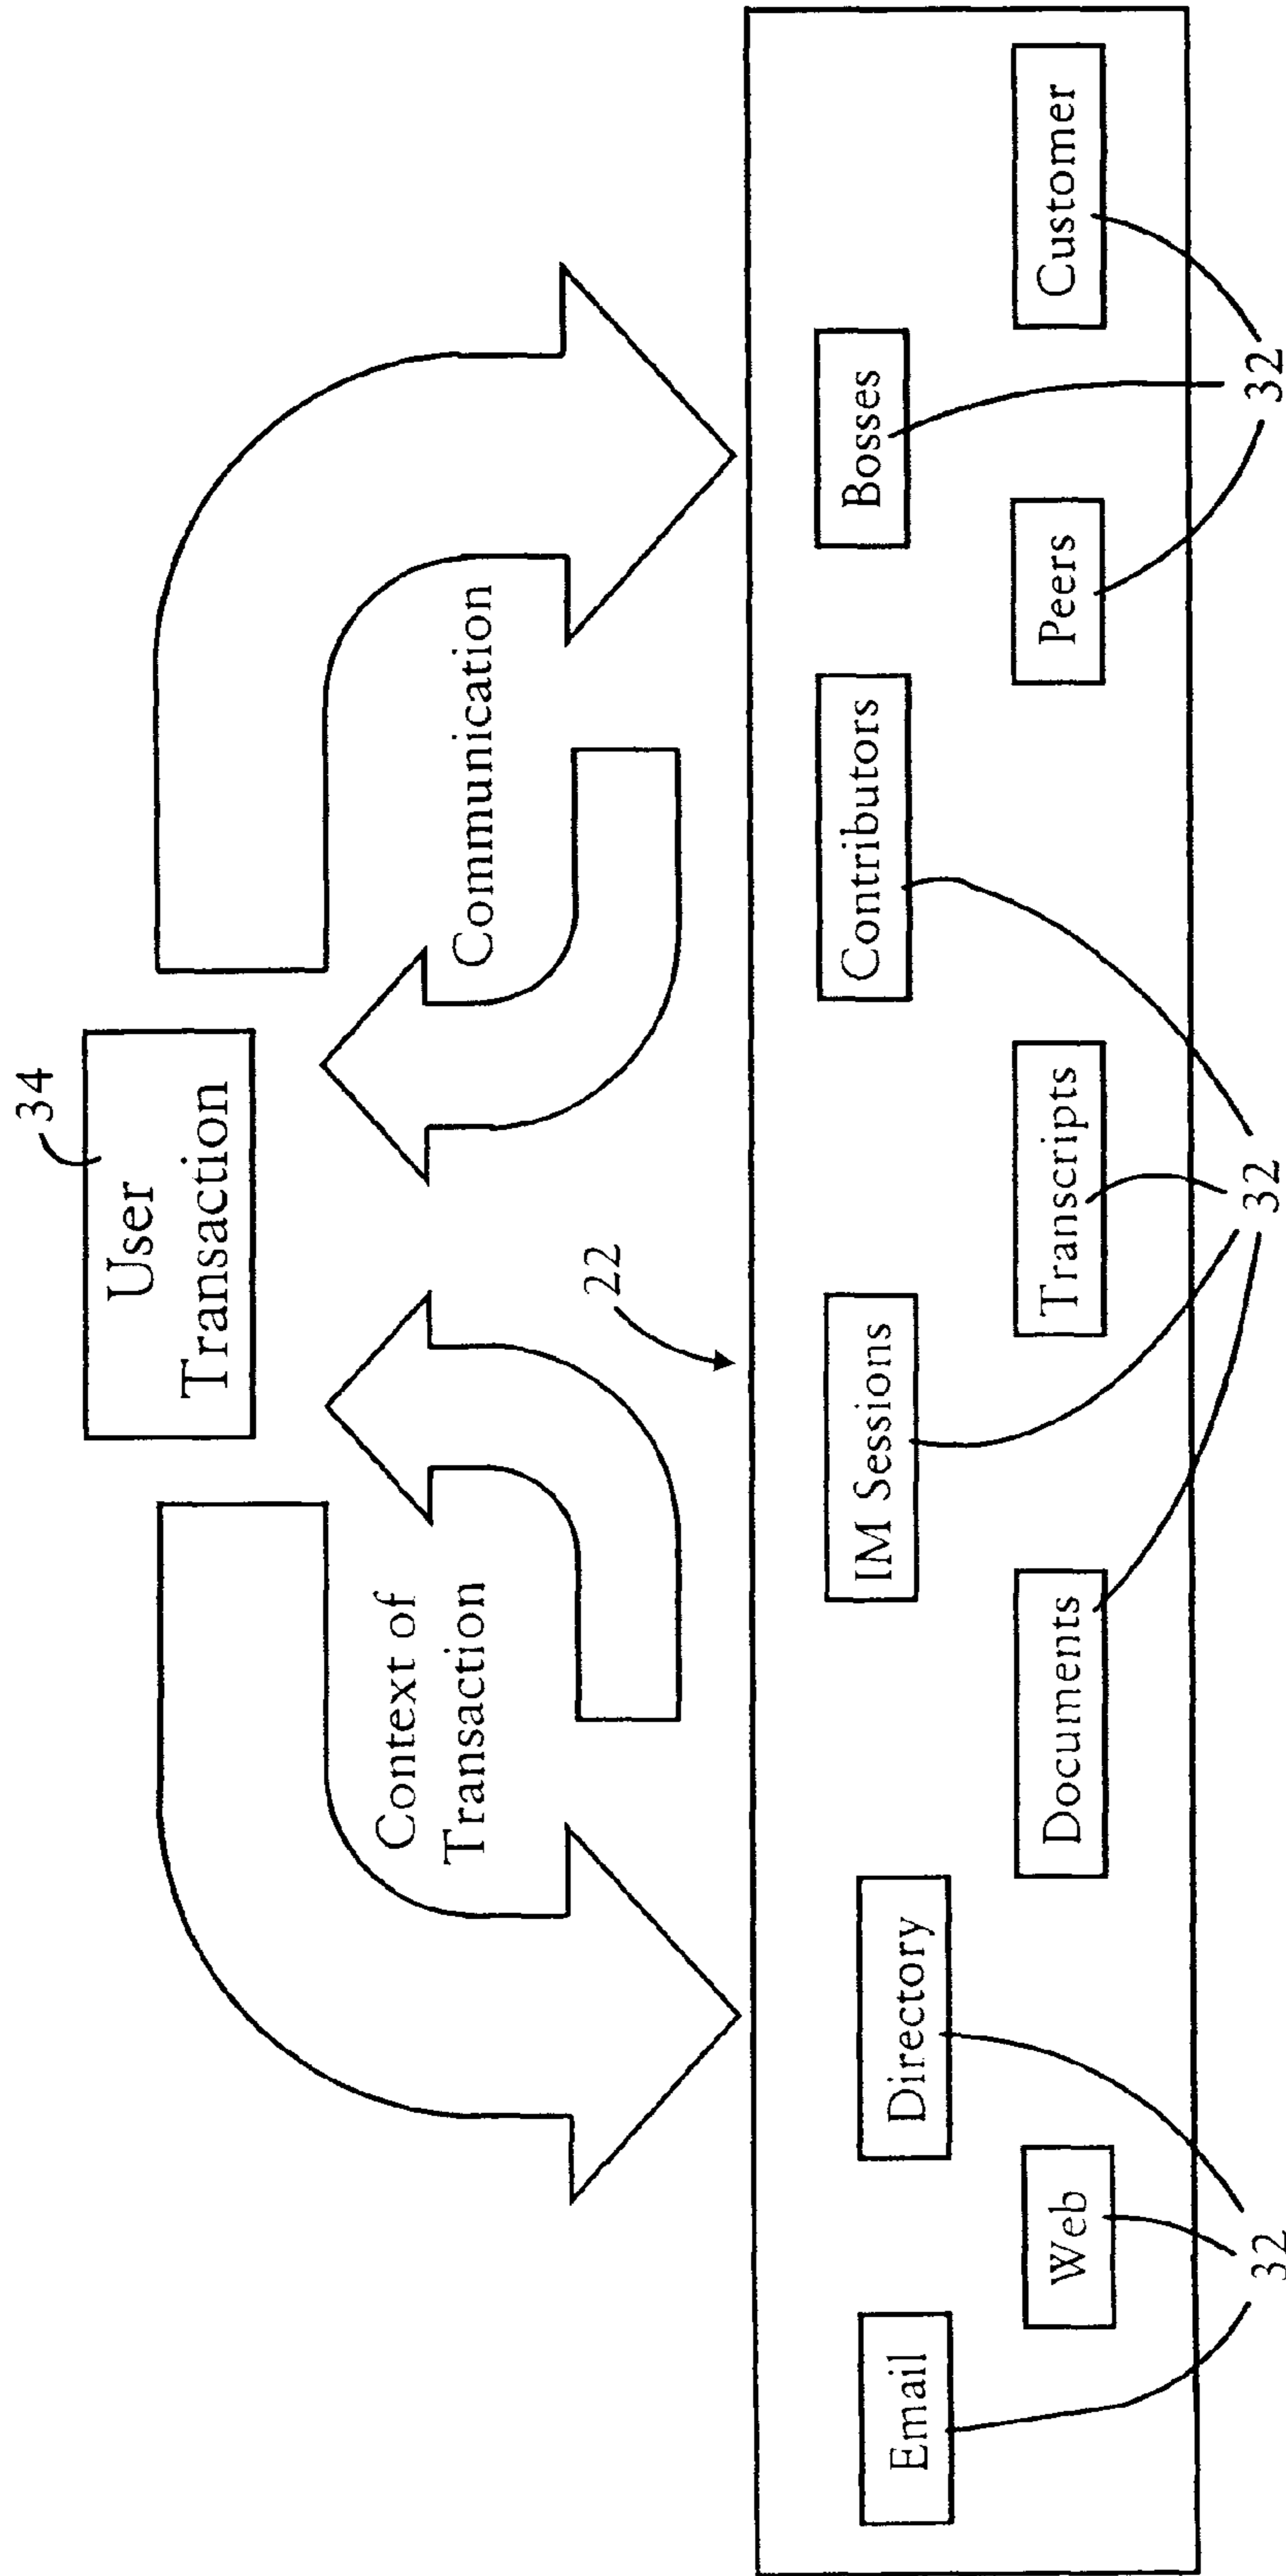 34
User
Transaction
Context of
Transaction
Communication
22
Email
Directory
IM Sessions
Contributors
Bosses
Web
Documents
Transcripts
Peers
Customer
32
32
32